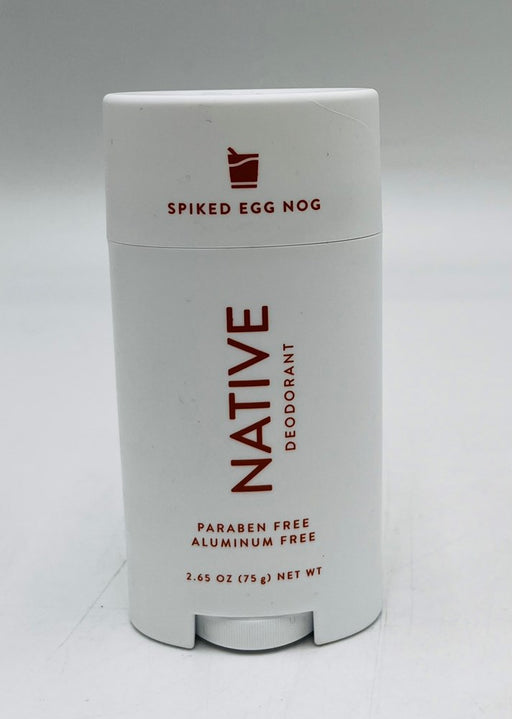 SPIKED EGG NOG
NATIVE
DEODORANT
PARABEN FREE
ALUMINUM FREE
2.65 OZ (75 g) NET WT